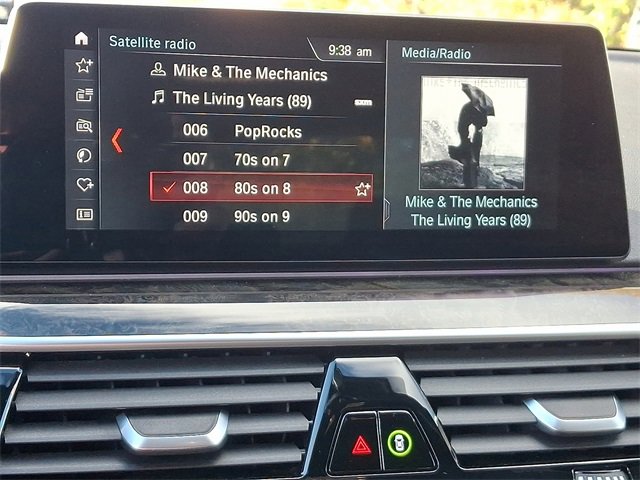 Satellite radio
9:38 am
Media/Radio
Mike & The Mechanics
The Living Years (89)
006 PopRocks
007 70s on 7
008 80s on 8
009 90s on 9
Mike & The Mechanics
The Living Years (89)